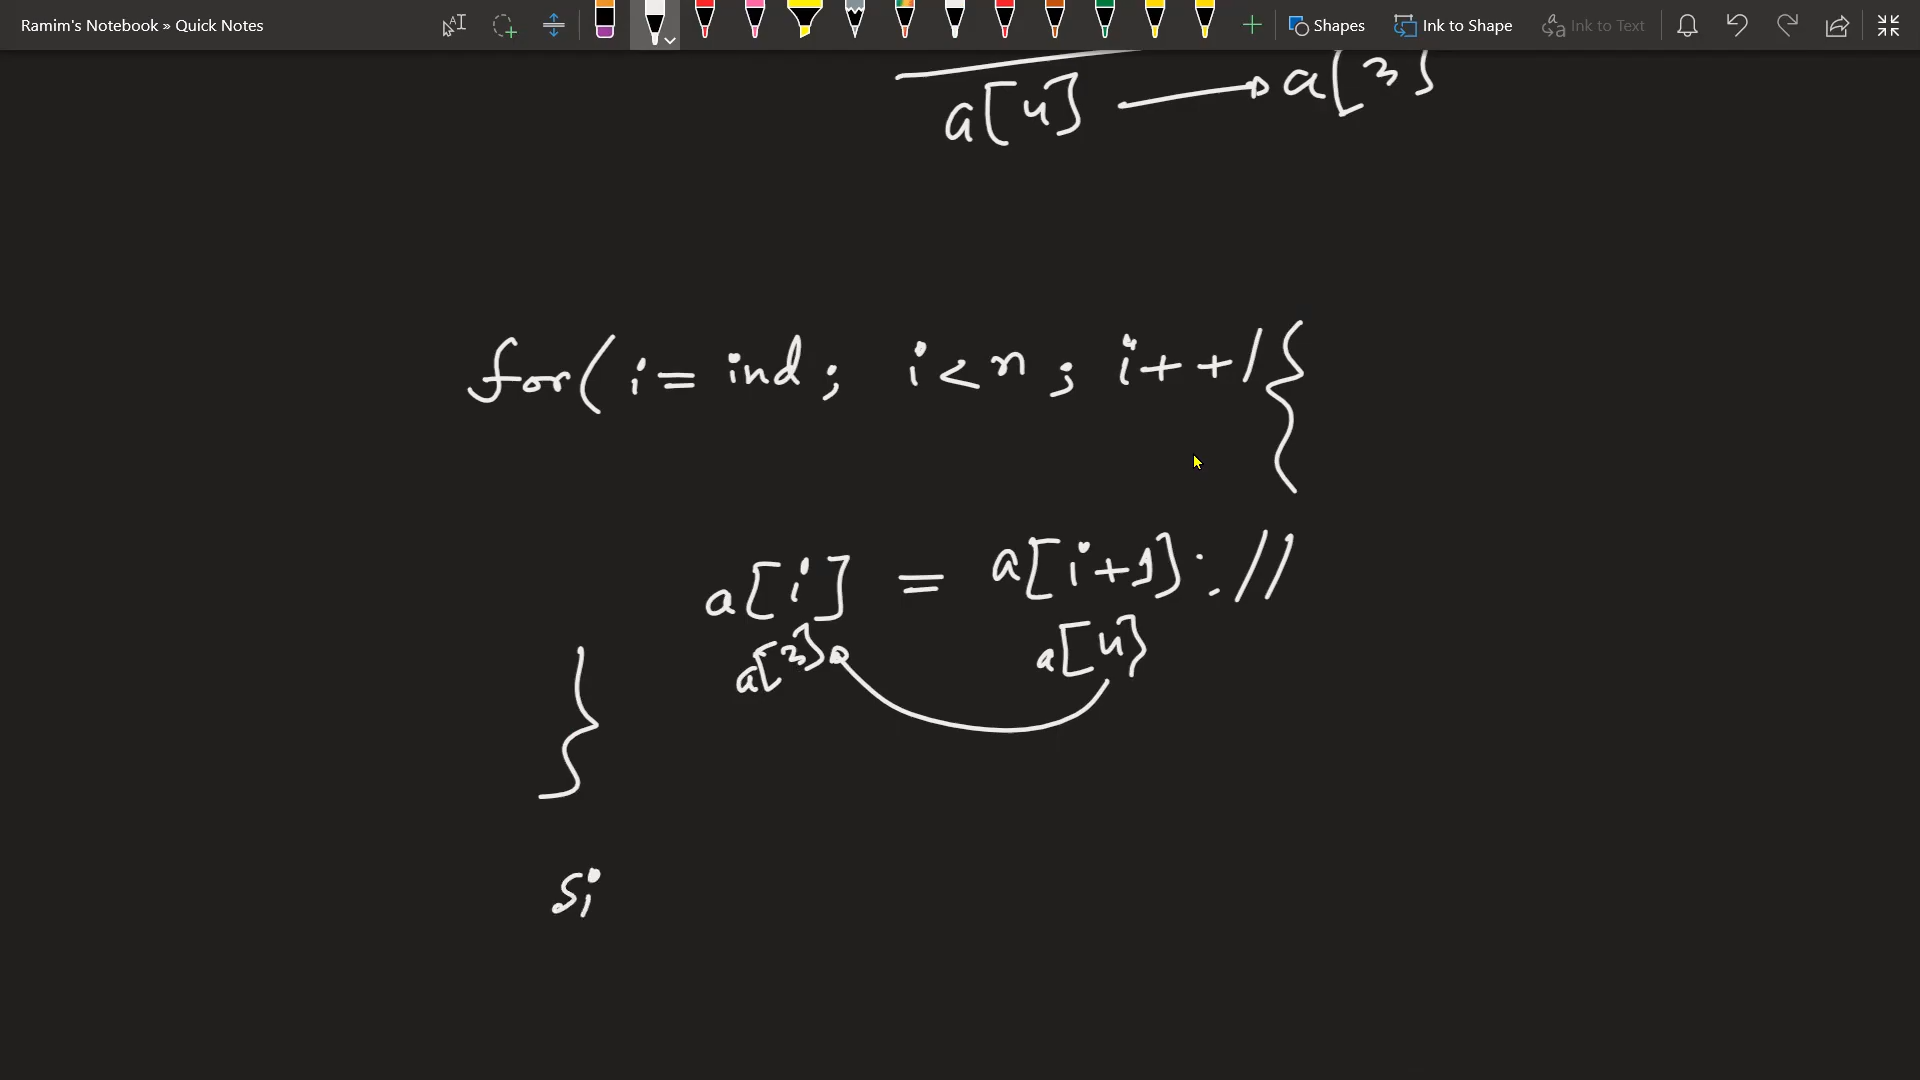 Ramim's Notebook » Quick Notes
Shapes
Ink to Shape
Ink to Text
a[4] → a[3]
for( i = ind ; i < n ; i++){
a[i] = a[i+1]; //
a[3] a[4]
}
si